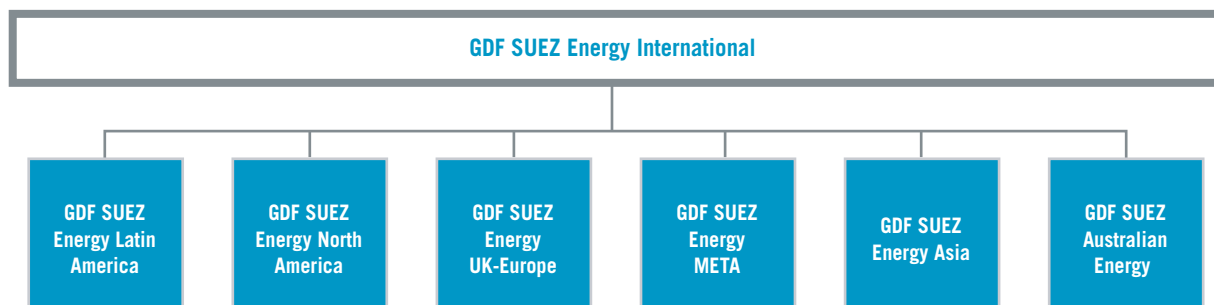 GDF SUEZ Energy International
GDF SUEZ
Energy Latin
America
GDF SUEZ
Energy North
America
GDF SUEZ
Energy
UK-Europe
GDF SUEZ
Energy
META
GDF SUEZ
Energy Asia
GDF SUEZ
Australian
Energy